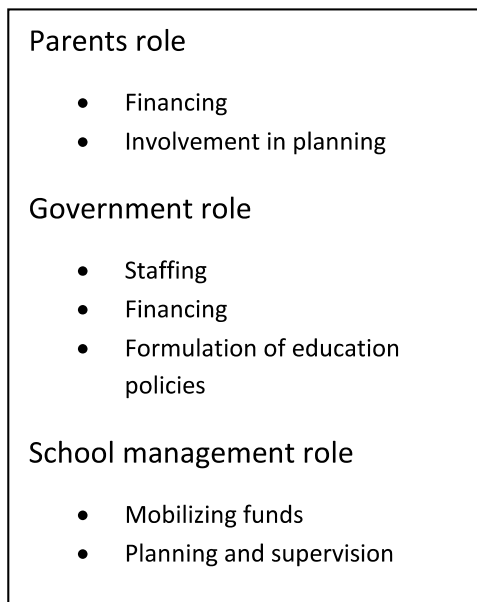 Parents role
• Financing
• Involvement in planning
Government role
• Staffing
• Financing
• Formulation of education
policies
School management role
• Mobilizing funds
• Planning and supervision